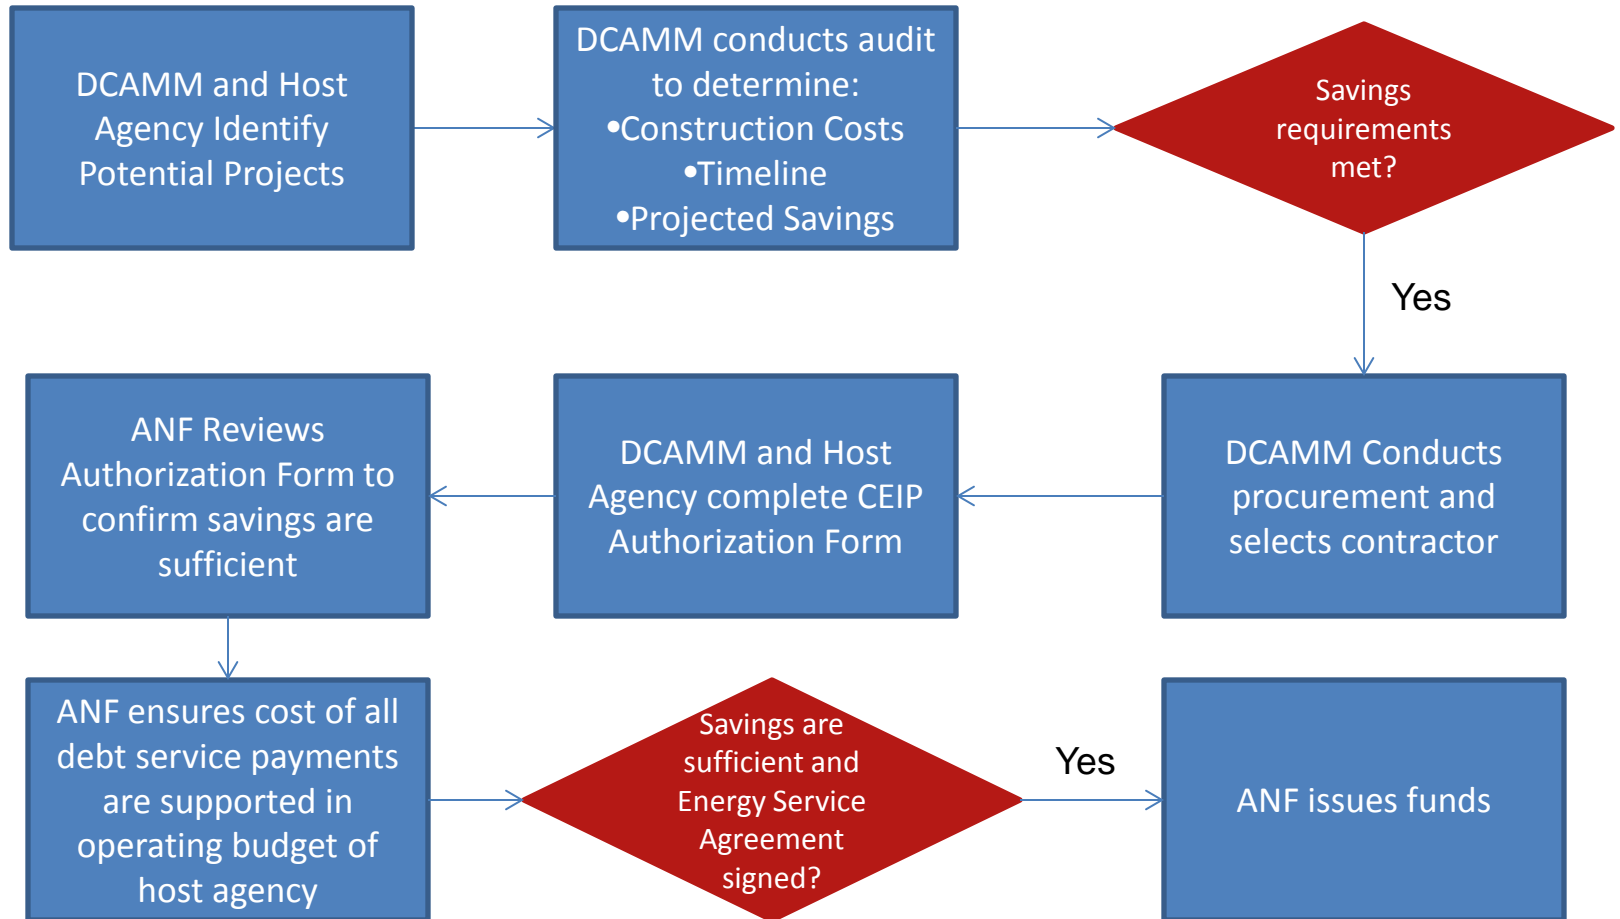 DCAMM and Host
Agency Identify
Potential Projects
DCAMM conducts audit
to determine:
•Construction Costs
•Timeline
•Projected Savings
Savings
requirements
met?
Yes
DCAMM Conducts
procurement and
selects contractor
DCAMM and Host
Agency complete CEIP
Authorization Form
ANF Reviews
Authorization Form to
confirm savings are
sufficient
ANF ensures cost of all
debt service payments
are supported in
operating budget of
host agency
Savings are
sufficient and
Energy Service
Agreement
signed?
Yes
ANF issues funds